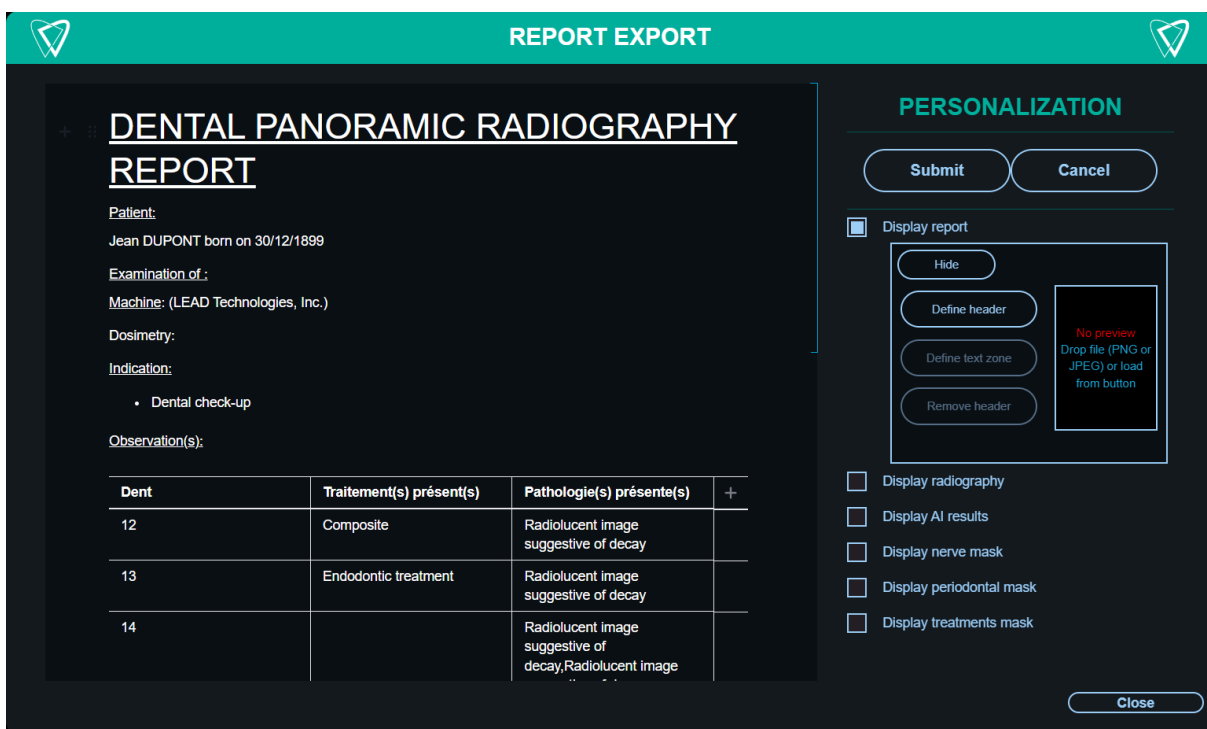 REPORT EXPORT
DENTAL PANORAMIC RADIOGRAPHY
REPORT
Patient:
Jean DUPONT born on 30/12/1899
Examination of :
Machine: (LEAD Technologies, Inc.)
Dosimetry:
Indication:
• Dental check-up
Observation(s):
Dent Traitement(s) présent(s) Pathologie(s) présente(s) +
12 Composite Radiolucent image
suggestive of decay
13 Endodontic treatment Radiolucent image
suggestive of decay
14 Radiolucent image
suggestive of
decay,Radiolucent image
PERSONALIZATION
Submit Cancel
Display report
Hide
Define header
Define text zone
Remove header
No preview
Drop file (PNG or
JPEG) or load
from button
Display radiography
Display AI results
Display nerve mask
Display periodontal mask
Display treatments mask
Close